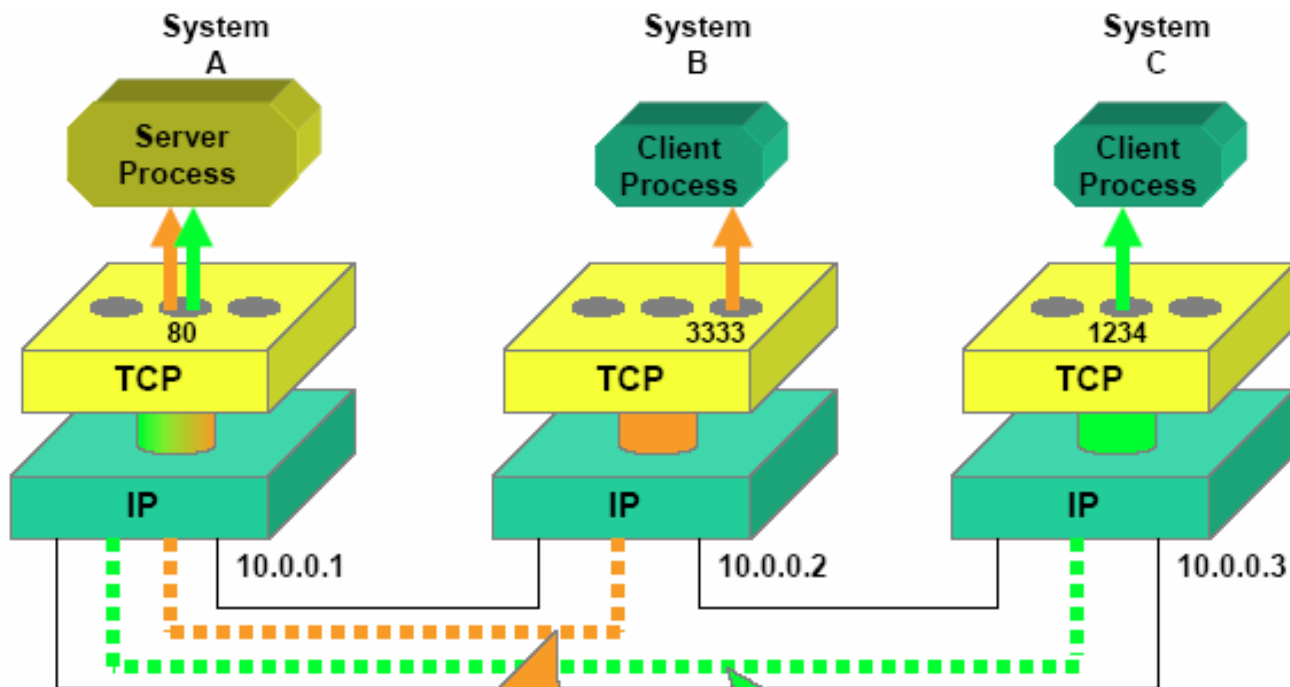 System
A
System
B
System
C
Server
Process
Client
Process
Client
Process
80
3333
1234
TCP
TCP
TCP
IP
IP
IP
10.0.0.1
10.0.0.2
10.0.0.3